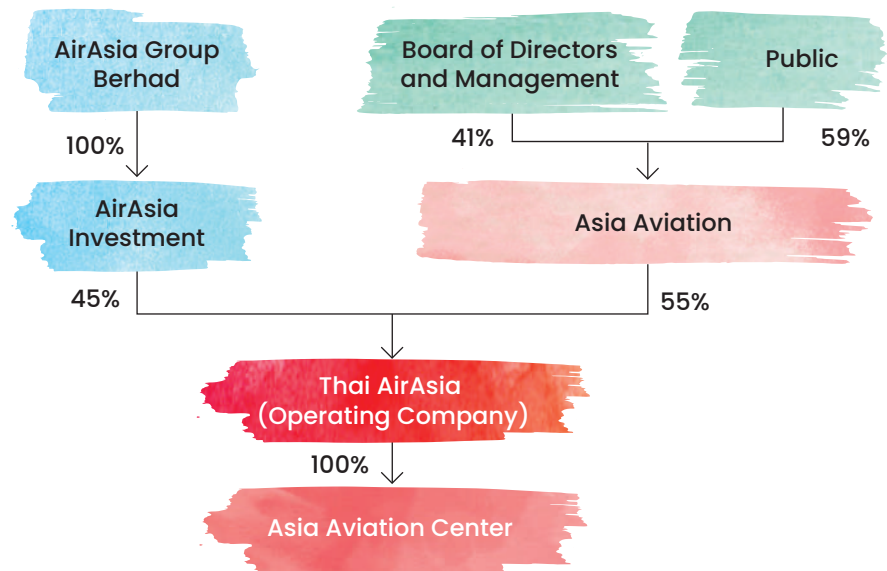 AirAsia Group
Berhad
Board of Directors
and Management
Public
100%
41%
59%
AirAsia
Investment
Asia Aviation
45%
55%
Thai AirAsia
(Operating Company)
100%
Asia Aviation Center